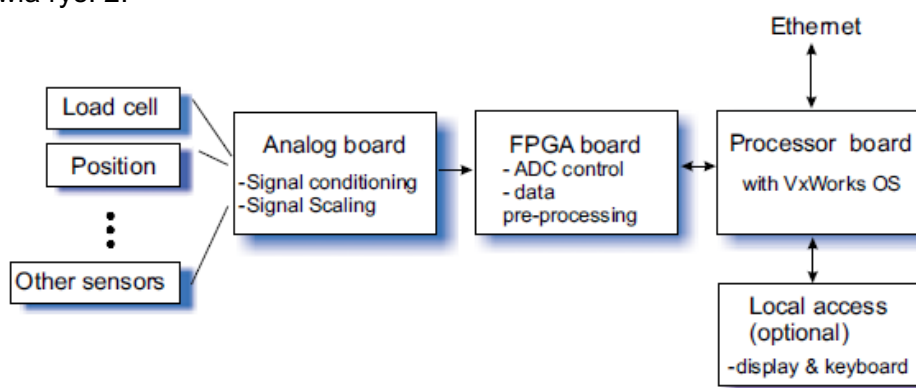 Ethernet
Load cell
Position
Other sensors
Analog board
-Signal conditioning
-Signal Scaling
FPGA board
- ADC control
- data
pre-processing
Processor board
with VxWorks OS
Local access
(optional)
-display & keyboard